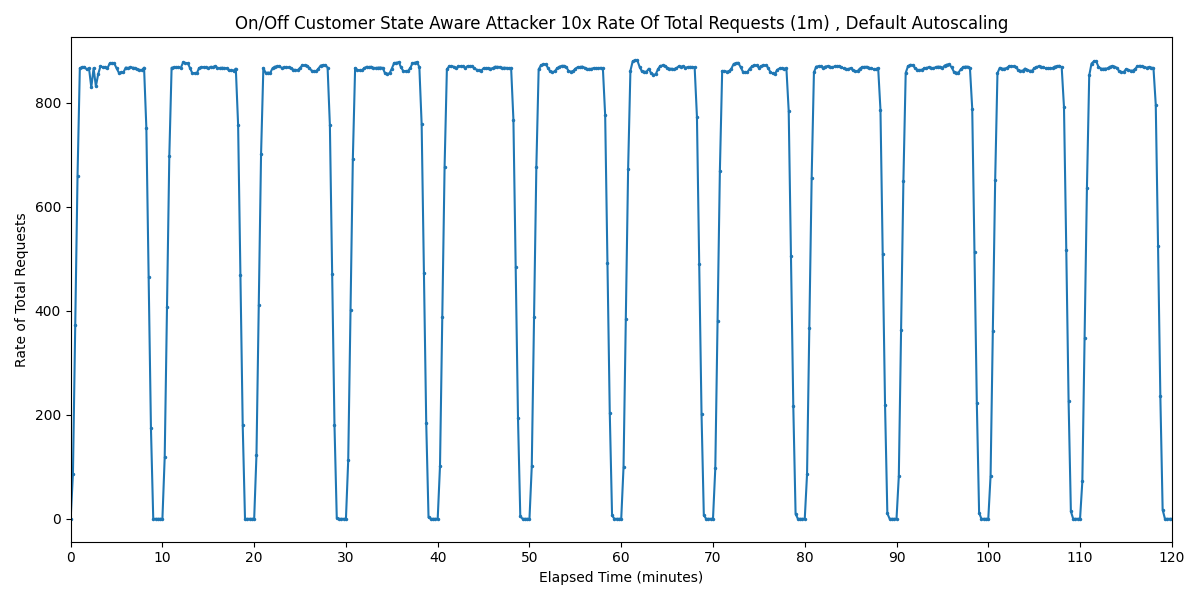 On/Off Customer State Aware Attacker 10x Rate Of Total Requests (1m) , Default Autoscaling
Rate of Total Requests
800
600
400
200
0
0 10 20 30 40 50 60 70 80 90 100 110 120
Elapsed Time (minutes)